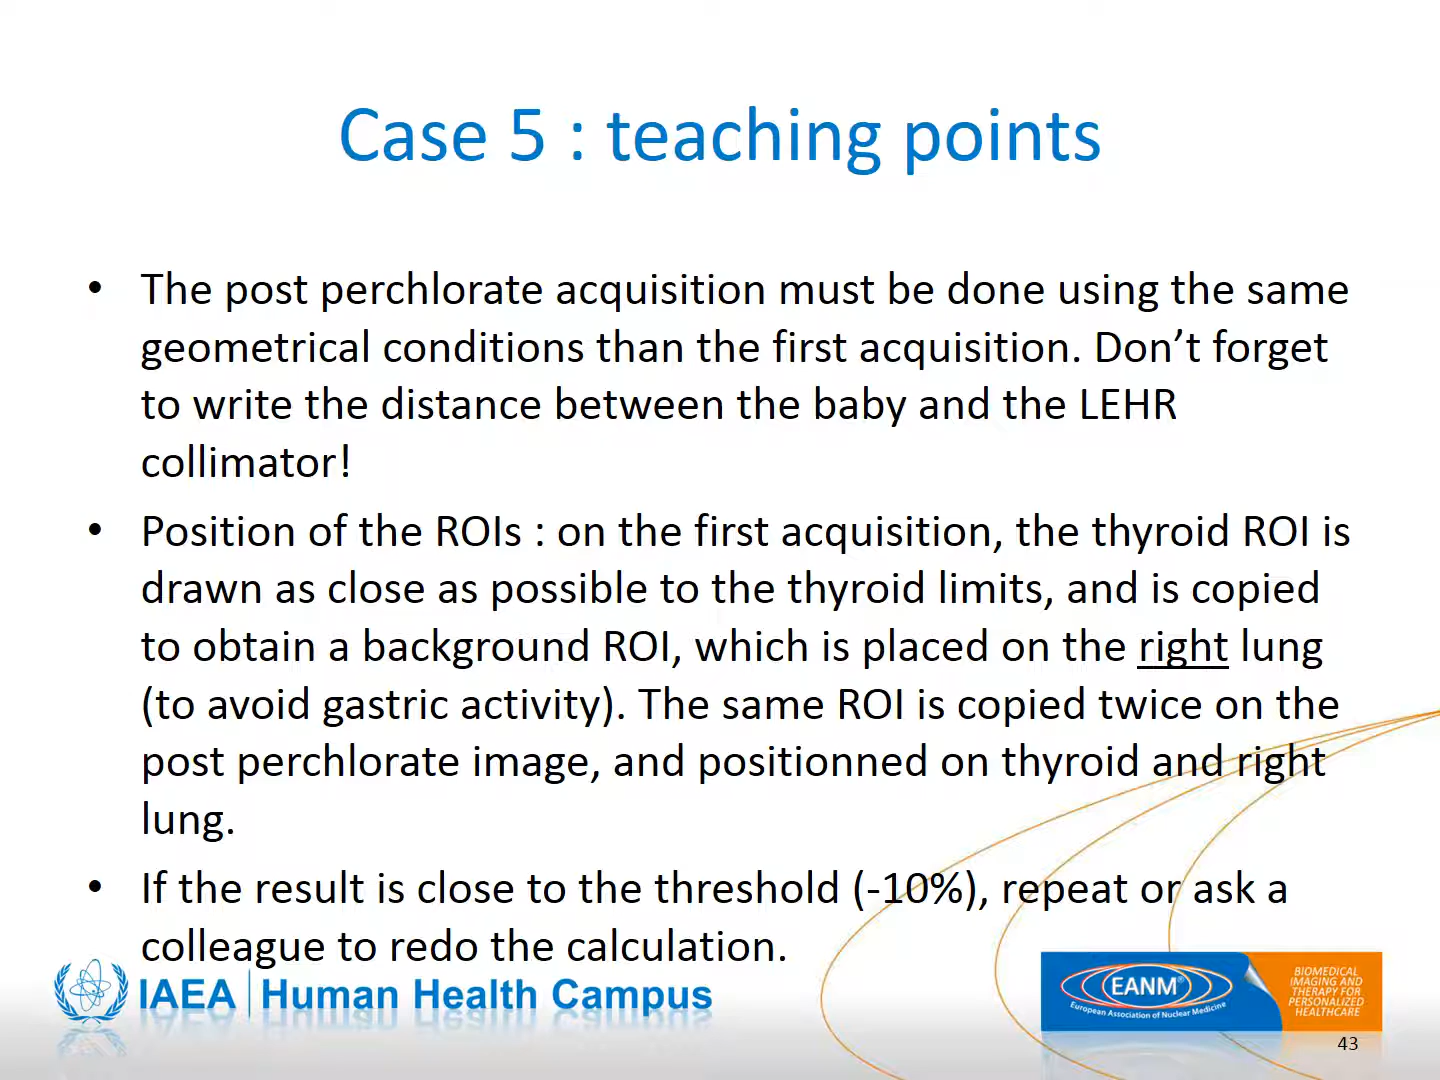 Case 5 : teaching points
• The post perchlorate acquisition must be done using the same
geometrical conditions than the first acquisition. Don’t forget
to write the distance between the baby and the LEHR
collimator!
• Position of the ROIs : on the first acquisition, the thyroid ROI is
drawn as close as possible to the thyroid limits, and is copied
to obtain a background ROI, which is placed on the right lung
(to avoid gastric activity). The same ROI is copied twice on the
post perchlorate image, and positionned on thyroid and right
lung.
• If the result is close to the threshold (-10%), repeat or ask a
colleague to redo the calculation.
IAEA Human Health Campus
EANM®
European Association of Nuclear Medicine
BIOMEDICAL
IMAGING AND
THERAPY FOR
PERSONALIZED
HEALTHCARE
43